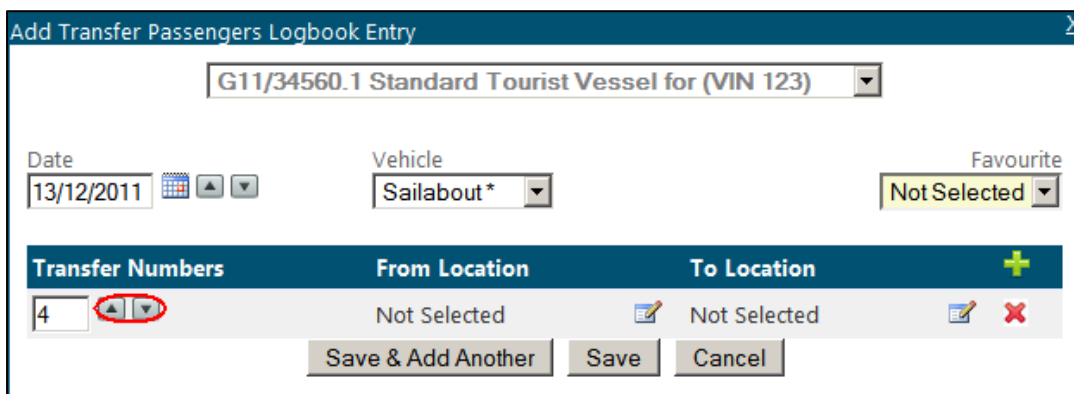 Add Transfer Passengers Logbook Entry X
G11/34560.1 Standard Tourist Vessel for (VIN 123)
Date Vehicle Favourite
13/12/2011 Sailabout* Not Selected
Transfer Numbers From Location To Location
4 Not Selected Not Selected
Save & Add Another Save Cancel